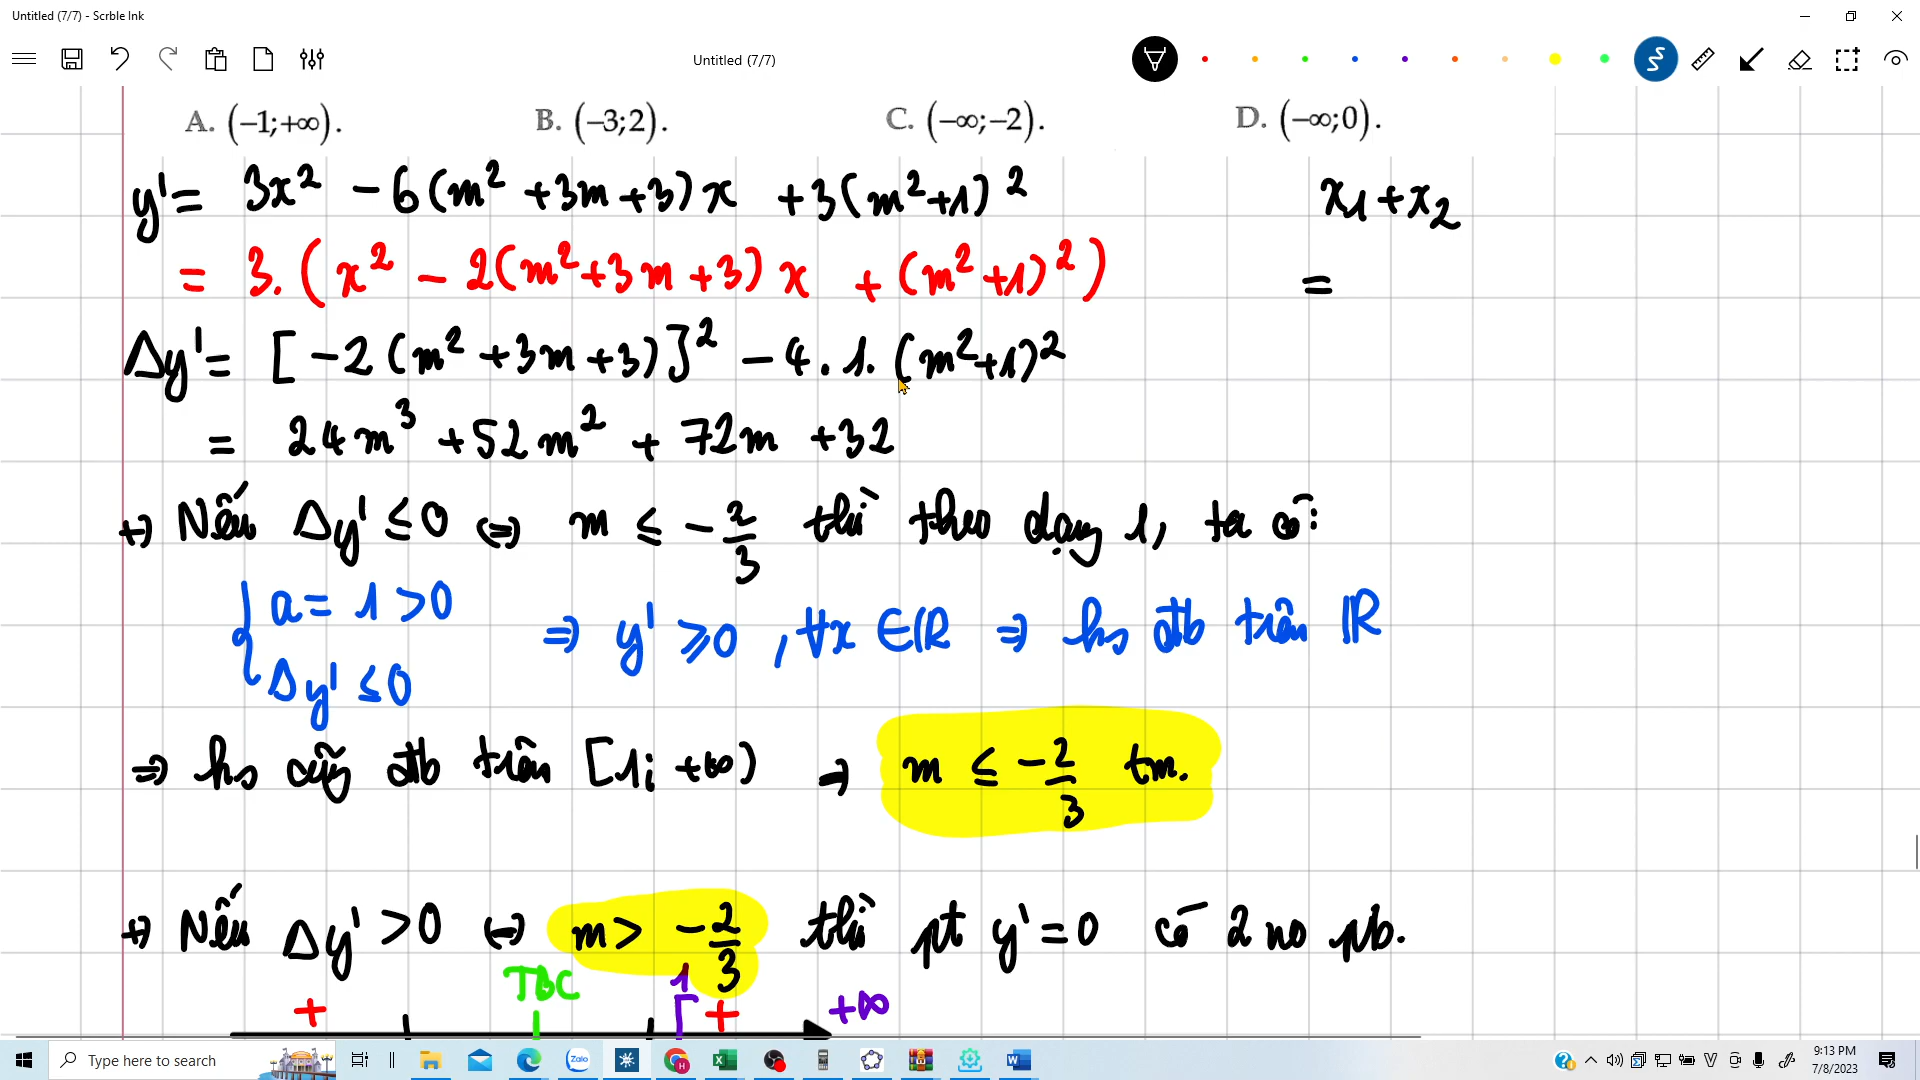 Untitled (7/7) - Scrble Ink
Untitled (7/7)
A. (−1;+∞). B. (−3;2). C. (−∞;−2). D. (−∞;0).
y' = 3x² − 6(m² + 3m + 3)x + 3(m²+1)²
x₁ + x₂
= 3.(x² − 2(m²+3m+3)x + (m²+1)²)
=
Δy' = [−2(m² + 3m + 3)]² − 4.1.(m²+1)²
= 24m³ + 52m² + 72m + 32
+) Nếu Δy' ≤ 0 ⇔ m ≤ −2/3 thì theo dạng 1, ta có:
{ a = 1 > 0
Δy' ≤ 0
⇒ y' ≥ 0, ∀x ∈ ℝ ⇒ hs đb trên ℝ
⇒ hs cũng đb trên [1; +∞) ⇒ m ≤ −2/3 tm.
+) Nếu Δy' > 0 ⇔ m > −2/3 thì pt y' = 0 có 2 no pb.
TBC 1
+ [ + +∞
Type here to search
Zalo
9:13 PM
7/8/2023